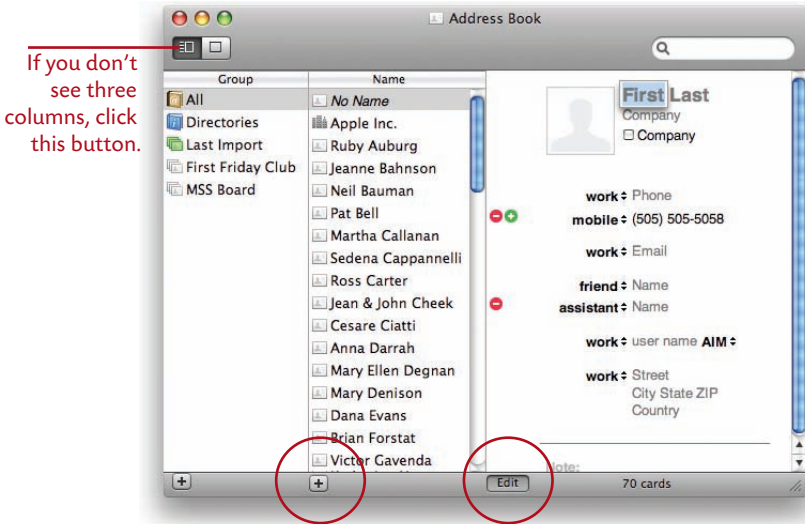 Address Book
If you don't
see three
columns, click
this button.
Group
All
Directories
Last Import
First Friday Club
MSS Board
Name
No Name
Apple Inc.
Ruby Auburg
Jeanne Bahnson
Neil Bauman
Pat Bell
Martha Callanan
Sedena Cappannelli
Ross Carter
Jean & John Cheek
Cesare Ciatti
Anna Darrah
Mary Ellen Degnan
Mary Denison
Dana Evans
Brian Forstat
Victor Gavenda
First Last
Company
Company
work Phone
mobile (505) 505-5058
work Email
friend Name
assistant Name
work user name AIM
work Street
City State ZIP
Country
Note:
Edit
70 cards